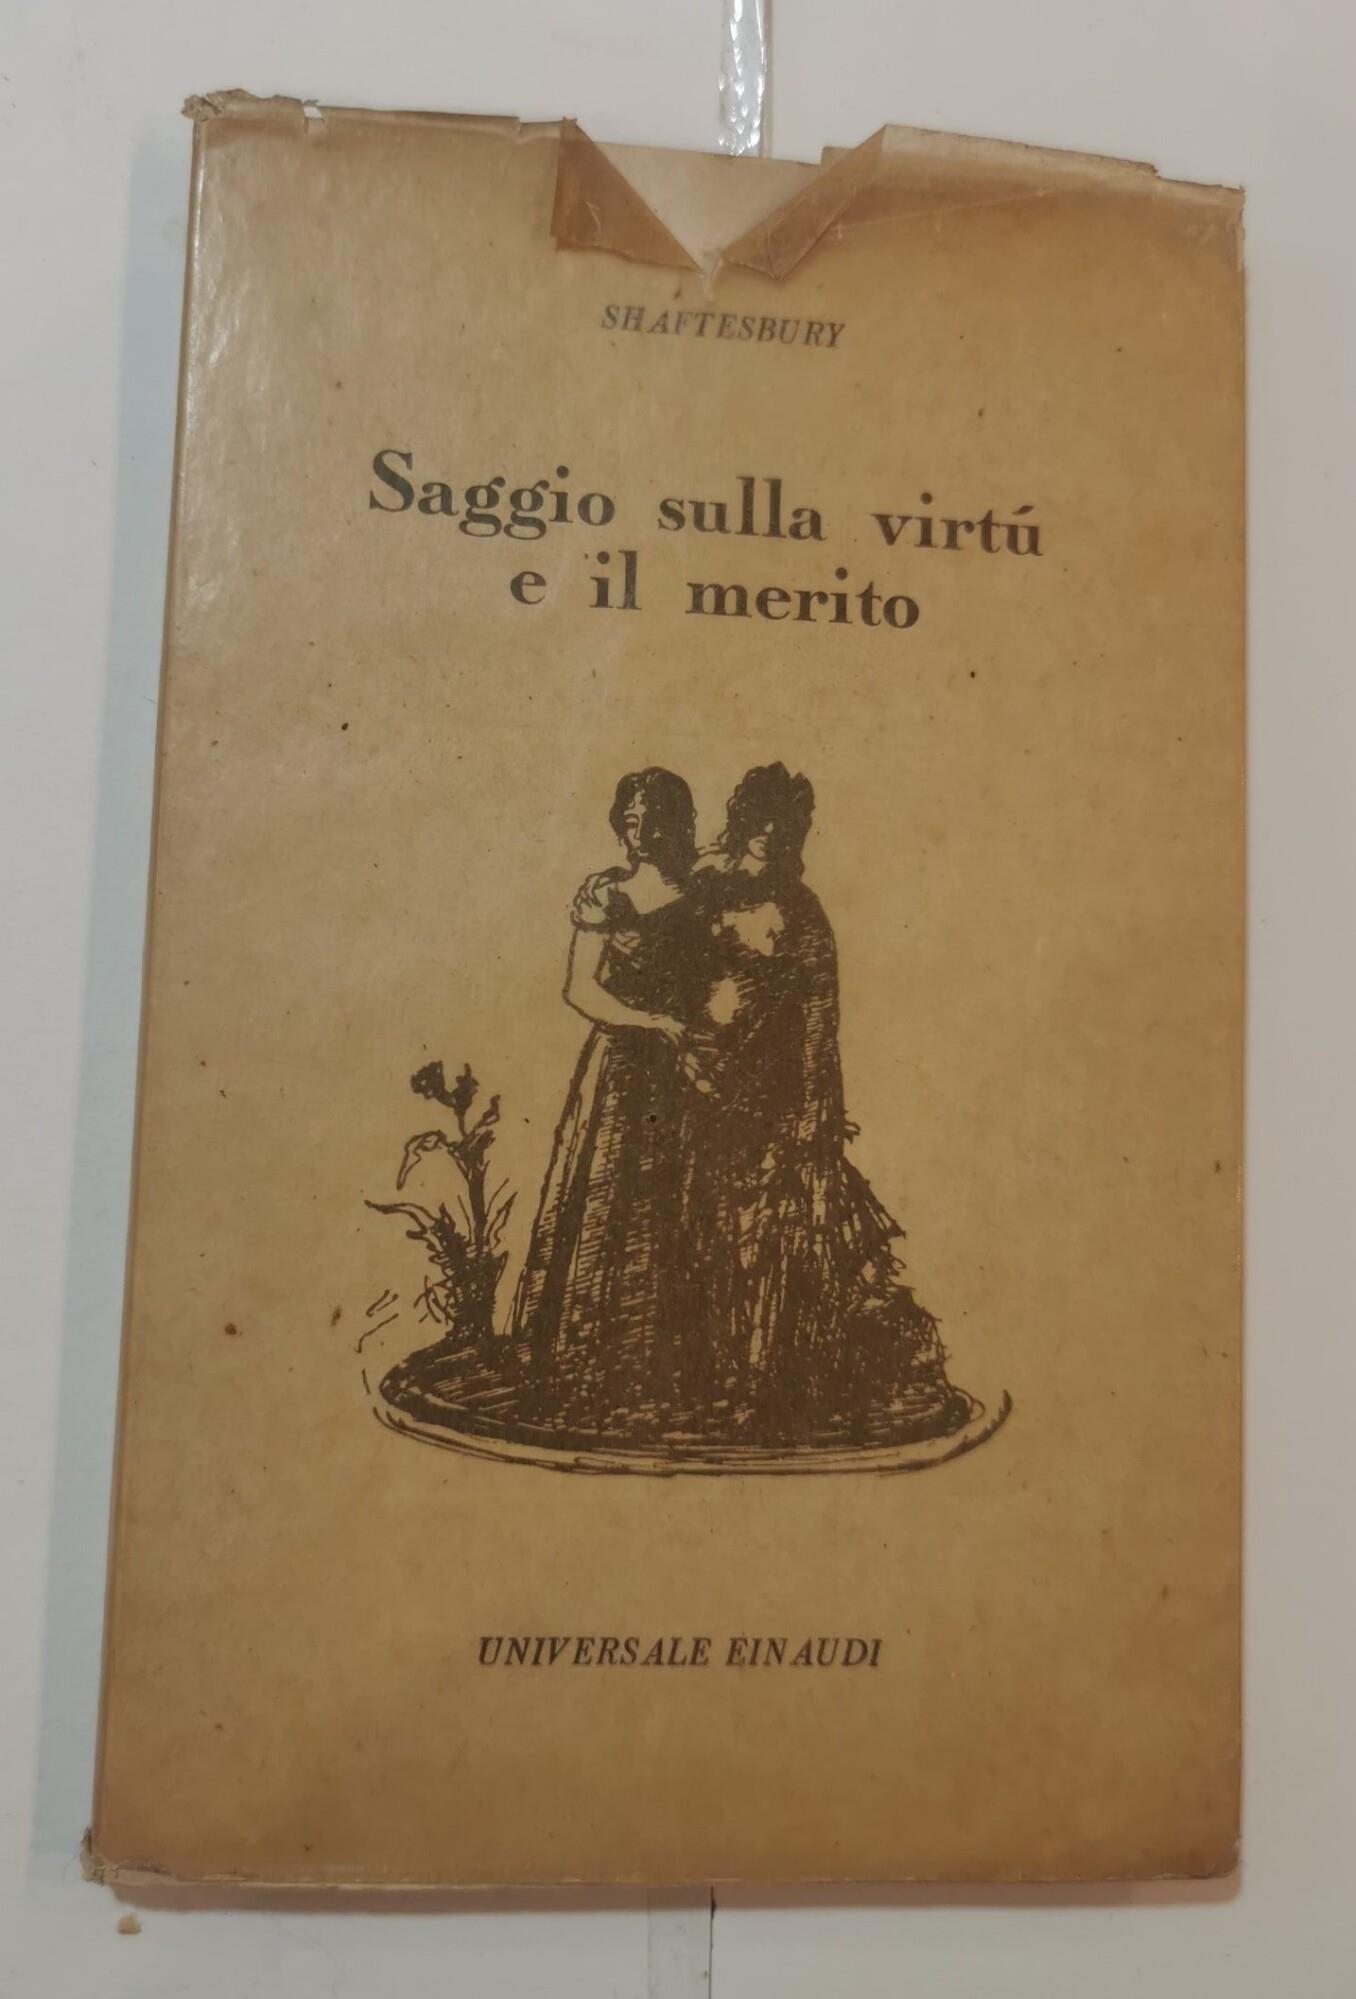 SHAFTESBURY
Saggio sulla virtú
e il merito
UNIVERSALE EINAUDI